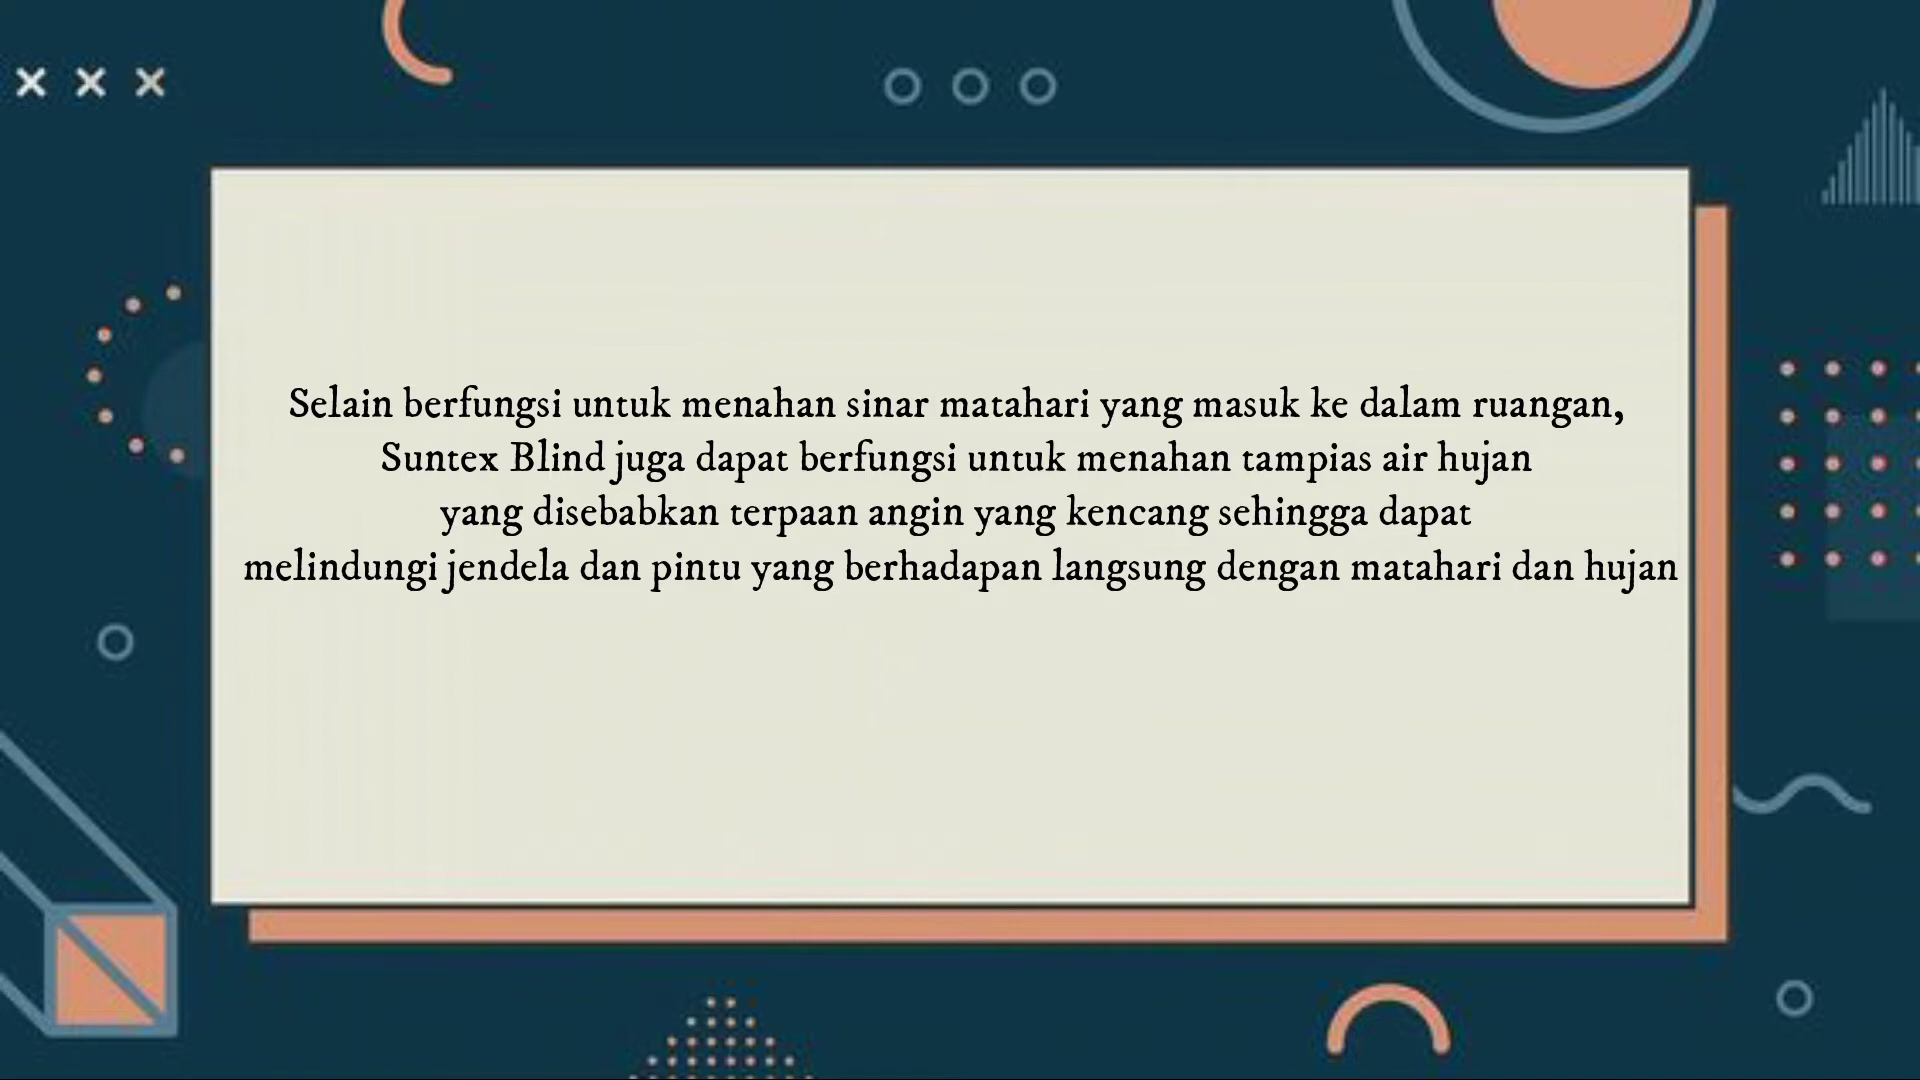 Selain berfungsi untuk menahan sinar matahari yang masuk ke dalam ruangan,
Suntex Blind juga dapat berfungsi untuk menahan tampias air hujan
yang disebabkan terpaan angin yang kencang sehingga dapat
melindungi jendela dan pintu yang berhadapan langsung dengan matahari dan hujan